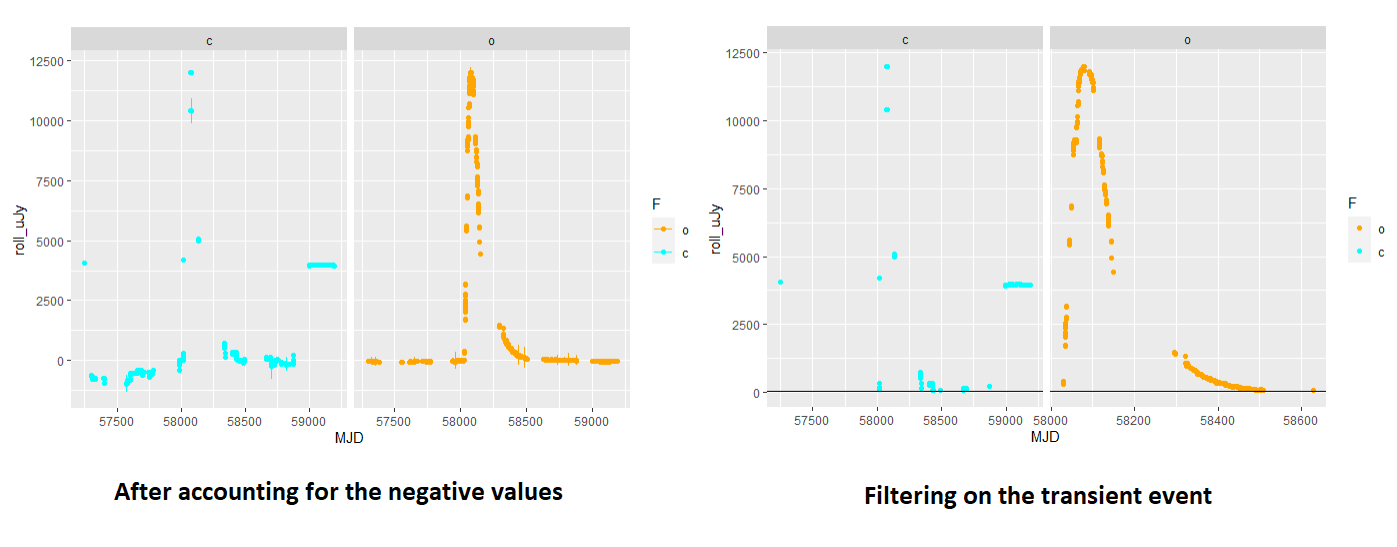 c
o
12500
10000
7500
5000
2500
0
roll_uJy
57500
58000
58500
59000
57500
58000
58500
59000
MJD
F
o
c
After accounting for the negative values
c
o
12500
10000
7500
5000
2500
0
roll_uJy
57500
58000
58500
59000
58000
58200
58400
58600
MJD
F
o
c
Filtering on the transient event